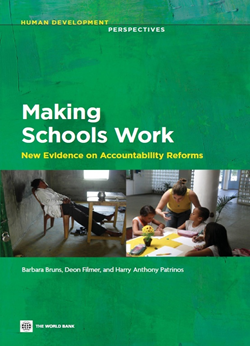 HUMAN DEVELOPMENT
PERSPECTIVES
Making
Schools Work
New Evidence on Accountability Reforms
Barbara Bruns, Deon Filmer, and Harry Anthony Patrinos
THE WORLD BANK